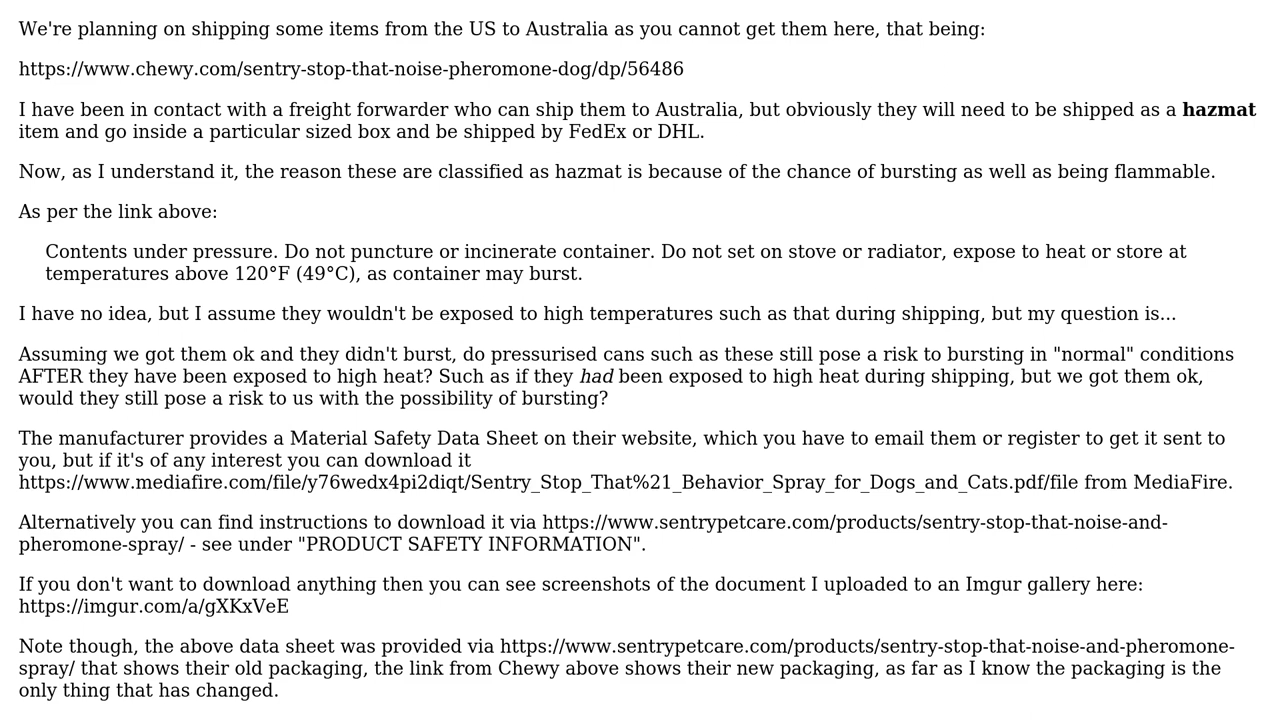 We're planning on shipping some items from the US to Australia as you cannot get them here, that being:
https://www.chewy.com/sentry-stop-that-noise-pheromone-dog/dp/56486
I have been in contact with a freight forwarder who can ship them to Australia, but obviously they will need to be shipped as a hazmat
item and go inside a particular sized box and be shipped by FedEx or DHL.
Now, as I understand it, the reason these are classified as hazmat is because of the chance of bursting as well as being flammable.
As per the link above:
Contents under pressure. Do not puncture or incinerate container. Do not set on stove or radiator, expose to heat or store at
temperatures above 120°F (49°C), as container may burst.
I have no idea, but I assume they wouldn't be exposed to high temperatures such as that during shipping, but my question is...
Assuming we got them ok and they didn't burst, do pressurised cans such as these still pose a risk to bursting in "normal" conditions
AFTER they have been exposed to high heat? Such as if they had been exposed to high heat during shipping, but we got them ok,
would they still pose a risk to us with the possibility of bursting?
The manufacturer provides a Material Safety Data Sheet on their website, which you have to email them or register to get it sent to
you, but if it's of any interest you can download it
https://www.mediafire.com/file/y76wedx4pi2diqt/Sentry_Stop_That%21_Behavior_Spray_for_Dogs_and_Cats.pdf/file from MediaFire.
Alternatively you can find instructions to download it via https://www.sentrypetcare.com/products/sentry-stop-that-noise-and-
pheromone-spray/ - see under "PRODUCT SAFETY INFORMATION".
If you don't want to download anything then you can see screenshots of the document I uploaded to an Imgur gallery here:
https://imgur.com/a/gXKxVeE
Note though, the above data sheet was provided via https://www.sentrypetcare.com/products/sentry-stop-that-noise-and-pheromone-
spray/ that shows their old packaging, the link from Chewy above shows their new packaging, as far as I know the packaging is the
only thing that has changed.